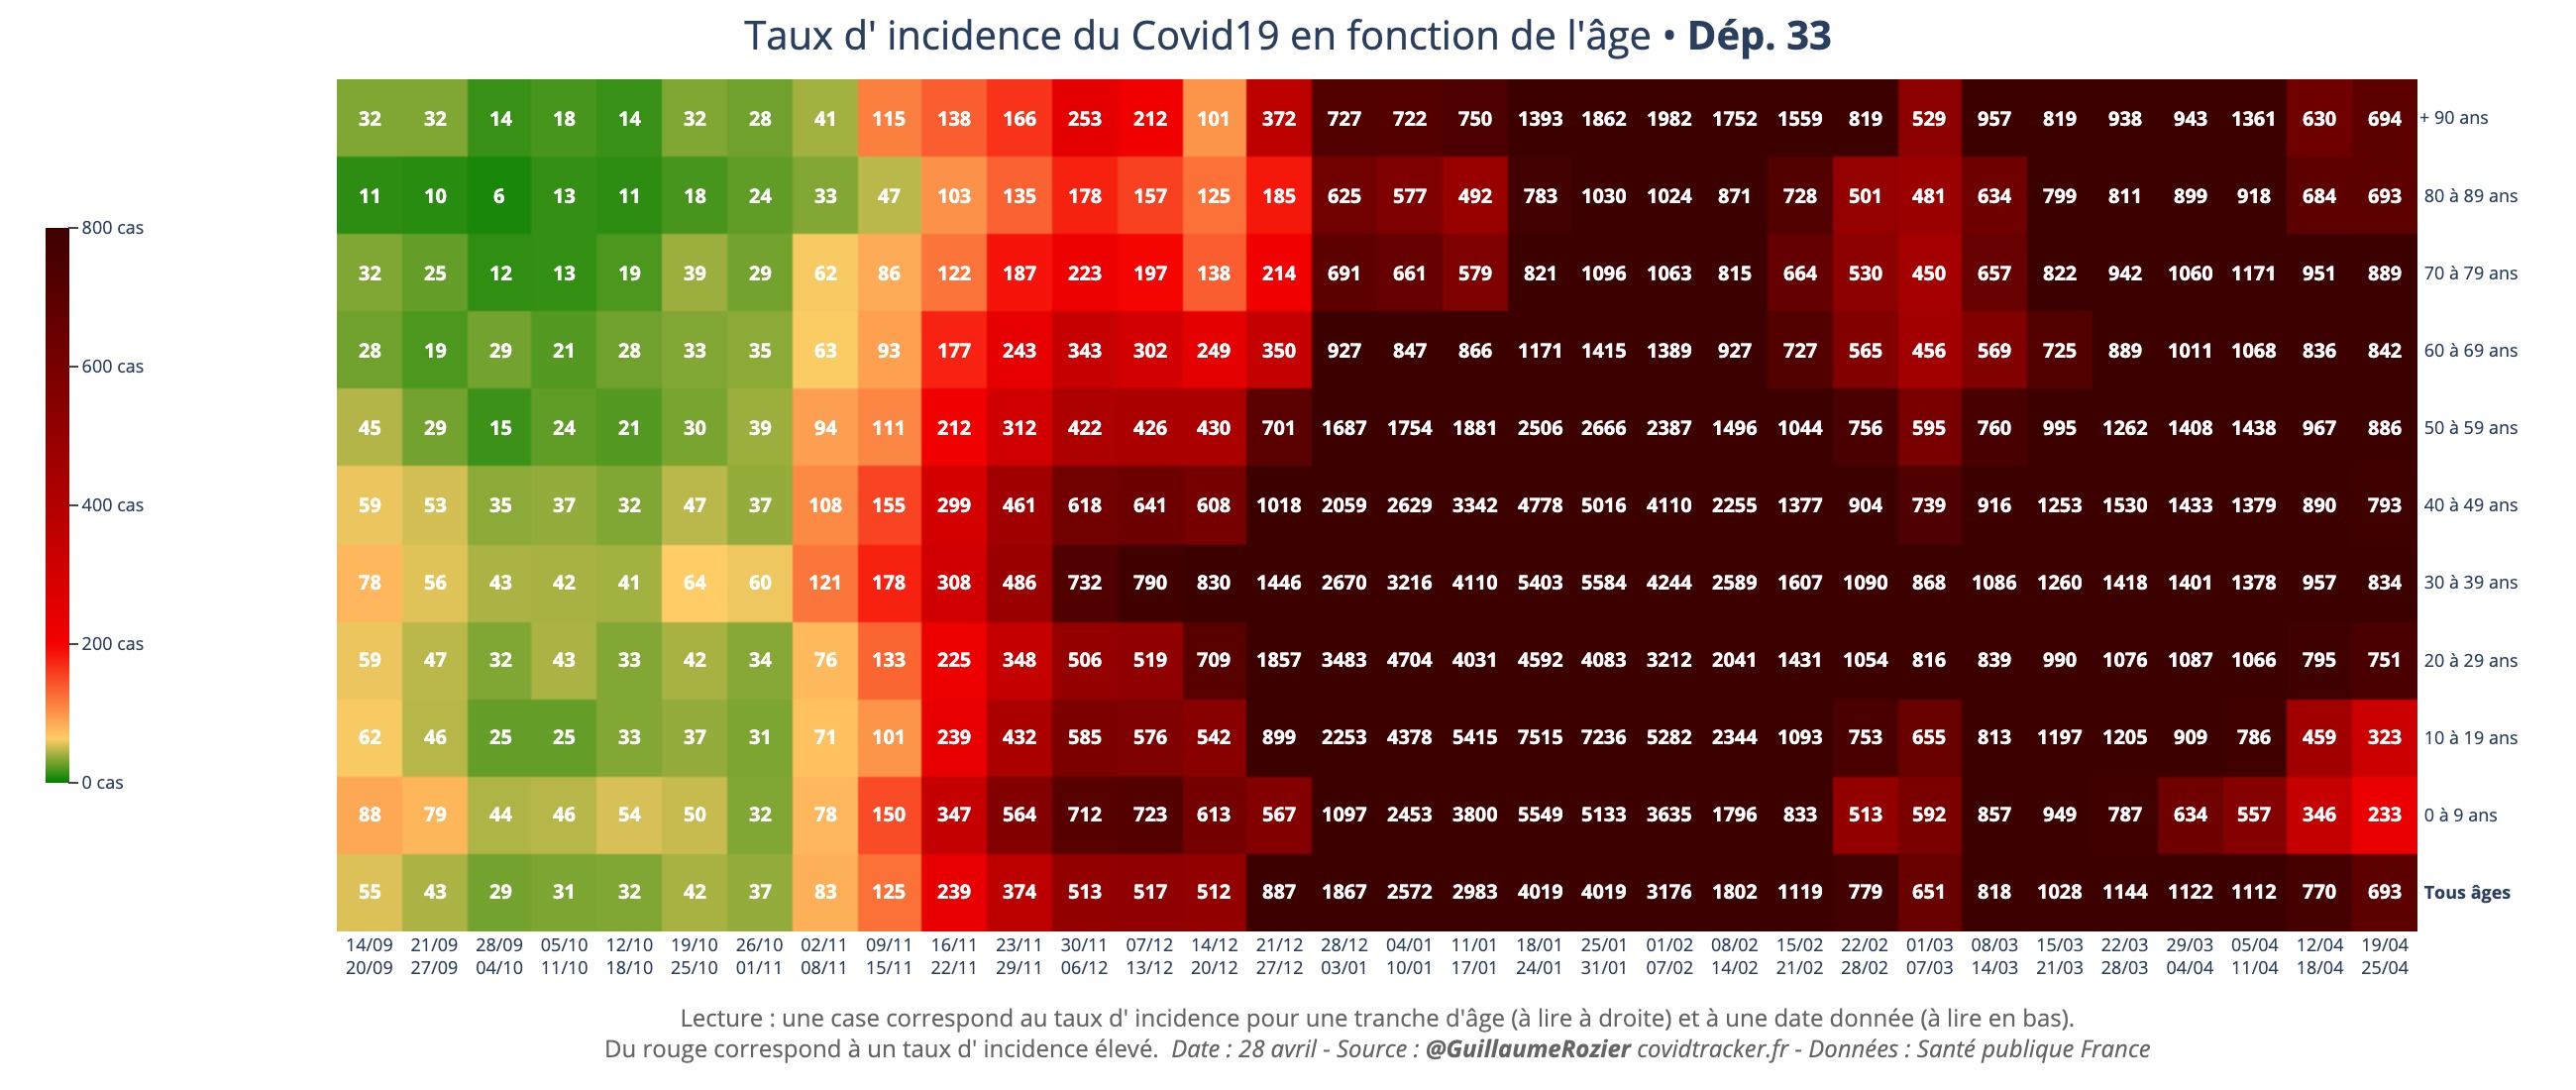 Taux d' incidence du Covid19 en fonction de l'âge • Dép. 33
800 cas
600 cas
400 cas
200 cas
0 cas
32 32 14 18 14 32 28 41 115 138 166 253 212 101 372 727 722 750 1393 1862 1982 1752 1559 819 529 957 819 938 943 1361 630 694 + 90 ans
11 10 6 13 11 18 24 33 47 103 135 178 157 125 185 625 577 492 783 1030 1024 871 728 501 481 634 799 811 899 918 684 693 80 à 89 ans
32 25 12 13 19 39 29 62 86 122 187 223 197 138 214 691 661 579 821 1096 1063 815 664 530 450 657 822 942 1060 1171 951 889 70 à 79 ans
28 19 29 21 28 33 35 63 93 177 243 343 302 249 350 927 847 866 1171 1415 1389 927 727 565 456 569 725 889 1011 1068 836 842 60 à 69 ans
45 29 15 24 21 30 39 94 111 212 312 422 426 430 701 1687 1754 1881 2506 2666 2387 1496 1044 756 595 760 995 1262 1408 1438 967 886 50 à 59 ans
59 53 35 37 32 47 37 108 155 299 461 618 641 608 1018 2059 2629 3342 4778 5016 4110 2255 1377 904 739 916 1253 1530 1433 1379 890 793 40 à 49 ans
78 56 43 42 41 64 60 121 178 308 486 732 790 830 1446 2670 3216 4110 5403 5584 4244 2589 1607 1090 868 1086 1260 1418 1401 1378 957 834 30 à 39 ans
59 47 32 43 33 42 34 76 133 225 348 506 519 709 1857 3483 4704 4031 4592 4083 3212 2041 1431 1054 816 839 990 1076 1087 1066 795 751 20 à 29 ans
62 46 25 25 33 37 31 71 101 239 432 585 576 542 899 2253 4378 5415 7515 7236 5282 2344 1093 753 655 813 1197 1205 909 786 459 323 10 à 19 ans
88 79 44 46 54 50 32 78 150 347 564 712 723 613 567 1097 2453 3800 5549 5133 3635 1796 833 513 592 857 949 787 634 557 346 233 0 à 9 ans
55 43 29 31 32 42 37 83 125 239 374 513 517 512 887 1867 2572 2983 4019 4019 3176 1802 1119 779 651 818 1028 1144 1122 1112 770 693 Tous âges
14/09 21/09 28/09 05/10 12/10 19/10 26/10 02/11 09/11 16/11 23/11 30/11 07/12 14/12 21/12 28/12 04/01 11/01 18/01 25/01 01/02 08/02 15/02 22/02 01/03 08/03 15/03 22/03 29/03 05/04 12/04 19/04
20/09 27/09 04/10 11/10 18/10 25/10 01/11 08/11 15/11 22/11 29/11 06/12 13/12 20/12 27/12 03/01 10/01 17/01 24/01 31/01 07/02 14/02 21/02 28/02 07/03 14/03 21/03 28/03 04/04 11/04 18/04 25/04
Lecture : une case correspond au taux d' incidence pour une tranche d'âge (à lire à droite) et à une date donnée (à lire en bas).
Du rouge correspond à un taux d' incidence élevé. Date : 28 avril - Source : @GuillaumeRozier covidtracker.fr - Données : Santé publique France